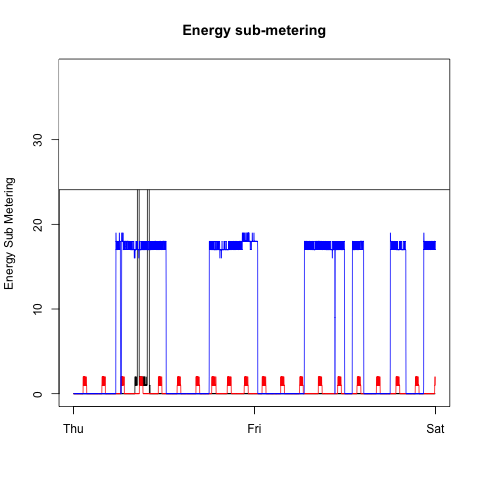 Energy sub-metering
Energy Sub Metering
30
20
10
0
Thu
Fri
Sat